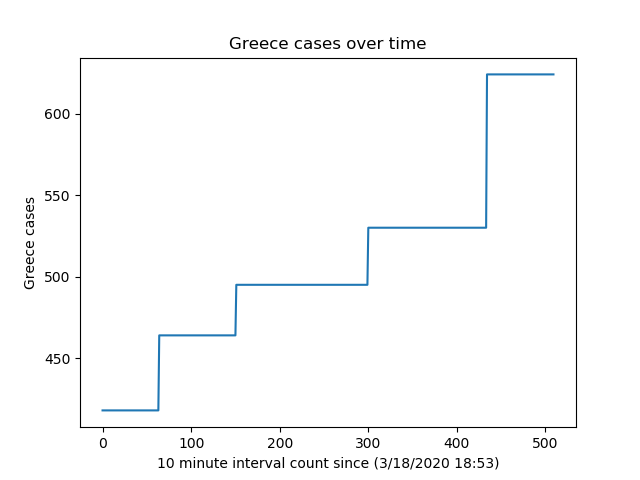 Greece cases over time
600
550
500
450
Greece cases
0 100 200 300 400 500
10 minute interval count since (3/18/2020 18:53)